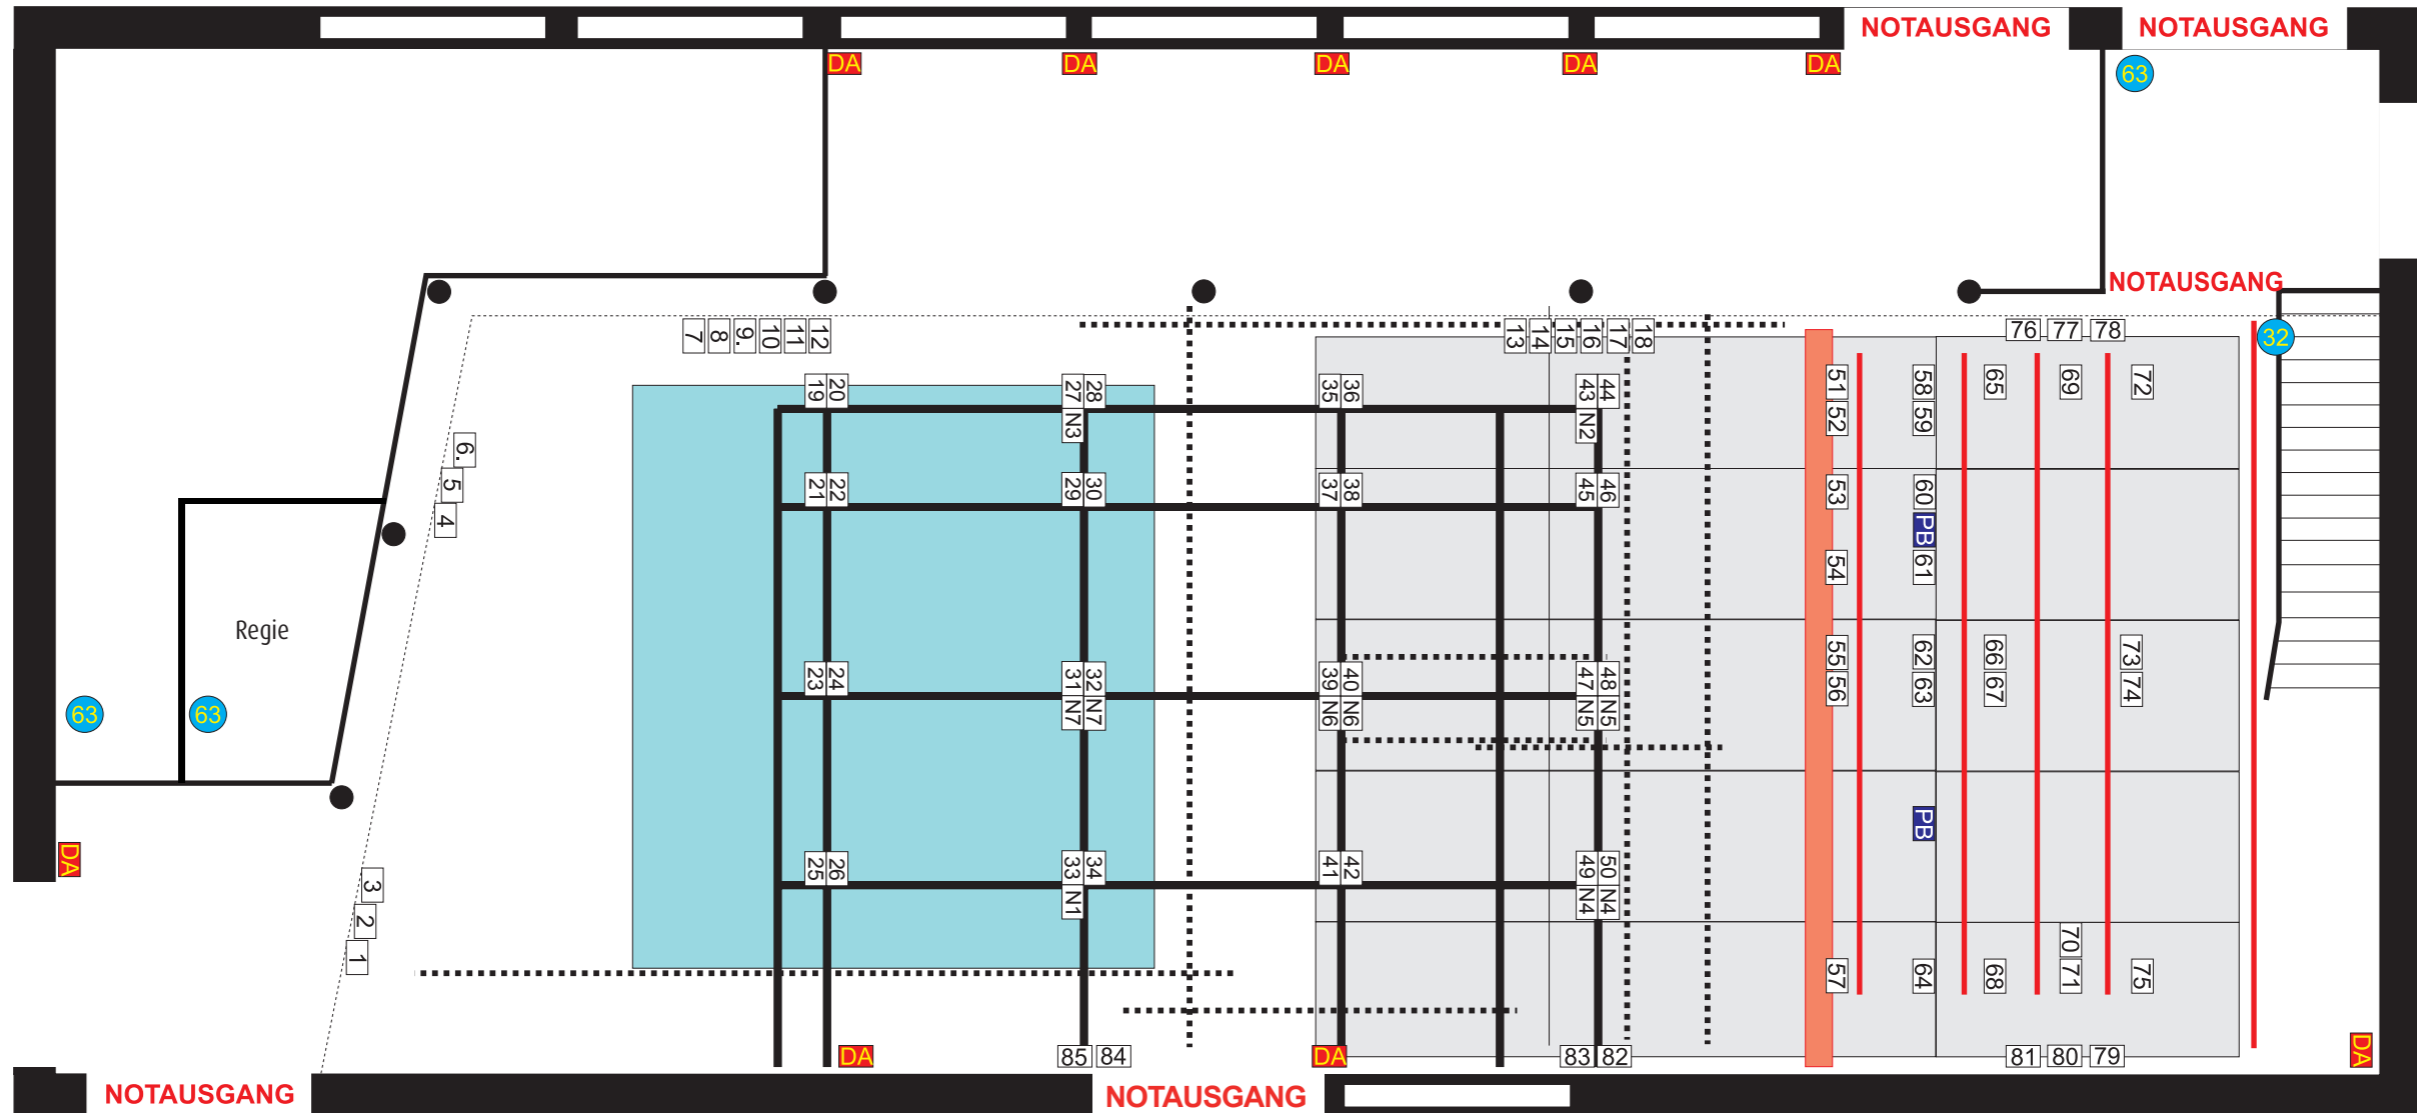 NOTAUSGANG NOTAUSGANG
DA DA DA DA DA 63
NOTAUSGANG
7 8 9. 10 11 12 13 14 15 16 17 18 76 77 78 32
19 20 27 28 35 36 43 44 51 58 65 69 72
N3 N2 52 59
6.
5
4
21 22 29 30 37 38 45 46 53 60
PB
54 61
Regie
23 24 31 32 39 40 47 48 55 62 66 73
N7 N7 N6 N6 N5 N5 56 63 67 74
63 63
PB
DA
25 26 33 34 41 42 49 50
N1 N4 N4
3
2
1
70
57 64 68 71 75
DA 85 84 DA 83 82 81 80 79 DA
NOTAUSGANG NOTAUSGANG